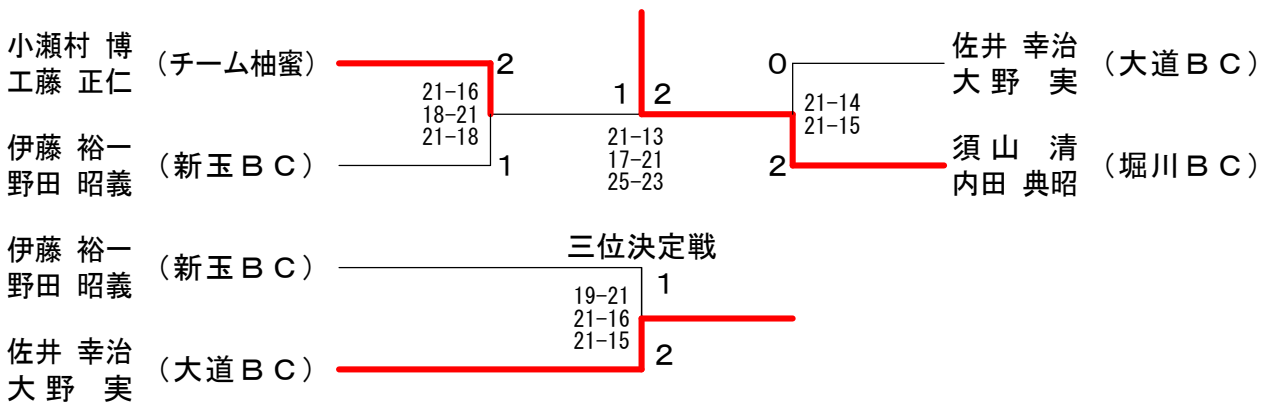 小瀬村 博
工藤 正仁
(チーム柚蜜)
2
21-16
18-21
21-18
伊藤 裕一
野田 昭義
(新玉BC)
1
1 2
21-13
17-21
25-23
0
21-14
21-15
2
佐井 幸治
大野 実
(大道BC)
須山 清
内田 典昭
(堀川BC)
三位決定戦
伊藤 裕一
野田 昭義
(新玉BC)
1
19-21
21-16
21-15
2
佐井 幸治
大野 実
(大道BC)